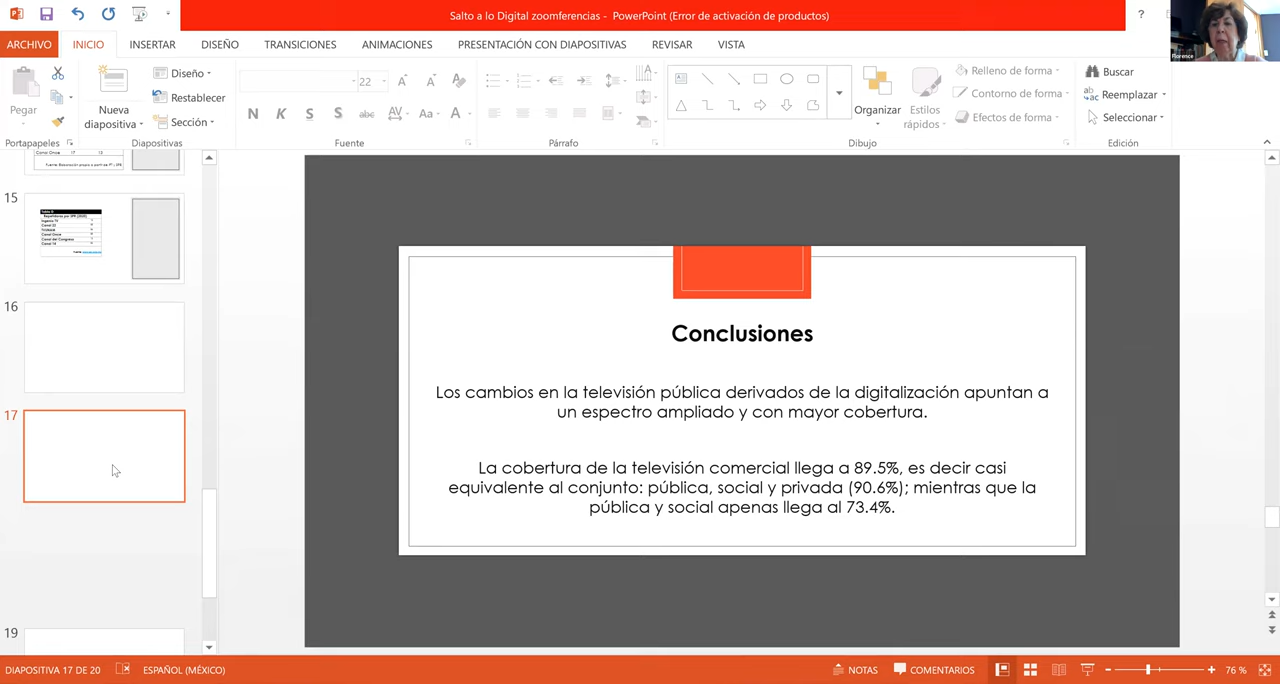 Salto a lo Digital zoomferencias - PowerPoint (Error de activación de productos)
?
Florence
ARCHIVO
INICIO
INSERTAR
DISEÑO
TRANSICIONES
ANIMACIONES
PRESENTACIÓN CON DIAPOSITIVAS
REVISAR
VISTA
Pegar
Portapapeles
Nueva
diapositiva
Diseño
Restablecer
Sección
Diapositivas
22
N K S S abc AV Aa A
Fuente
Párrafo
Organizar
Estilos
rápidos
Relleno de forma
Contorno de forma
Efectos de forma
Dibujo
Buscar
Reemplazar
Seleccionar
Edición
15
16
17
19
Conclusiones
Los cambios en la televisión pública derivados de la digitalización apuntan a
un espectro ampliado y con mayor cobertura.
La cobertura de la televisión comercial llega a 89.5%, es decir casi
equivalente al conjunto: pública, social y privada (90.6%); mientras que la
pública y social apenas llega al 73.4%.
DIAPOSITIVA 17 DE 20
ESPAÑOL (MÉXICO)
NOTAS
COMENTARIOS
76 %